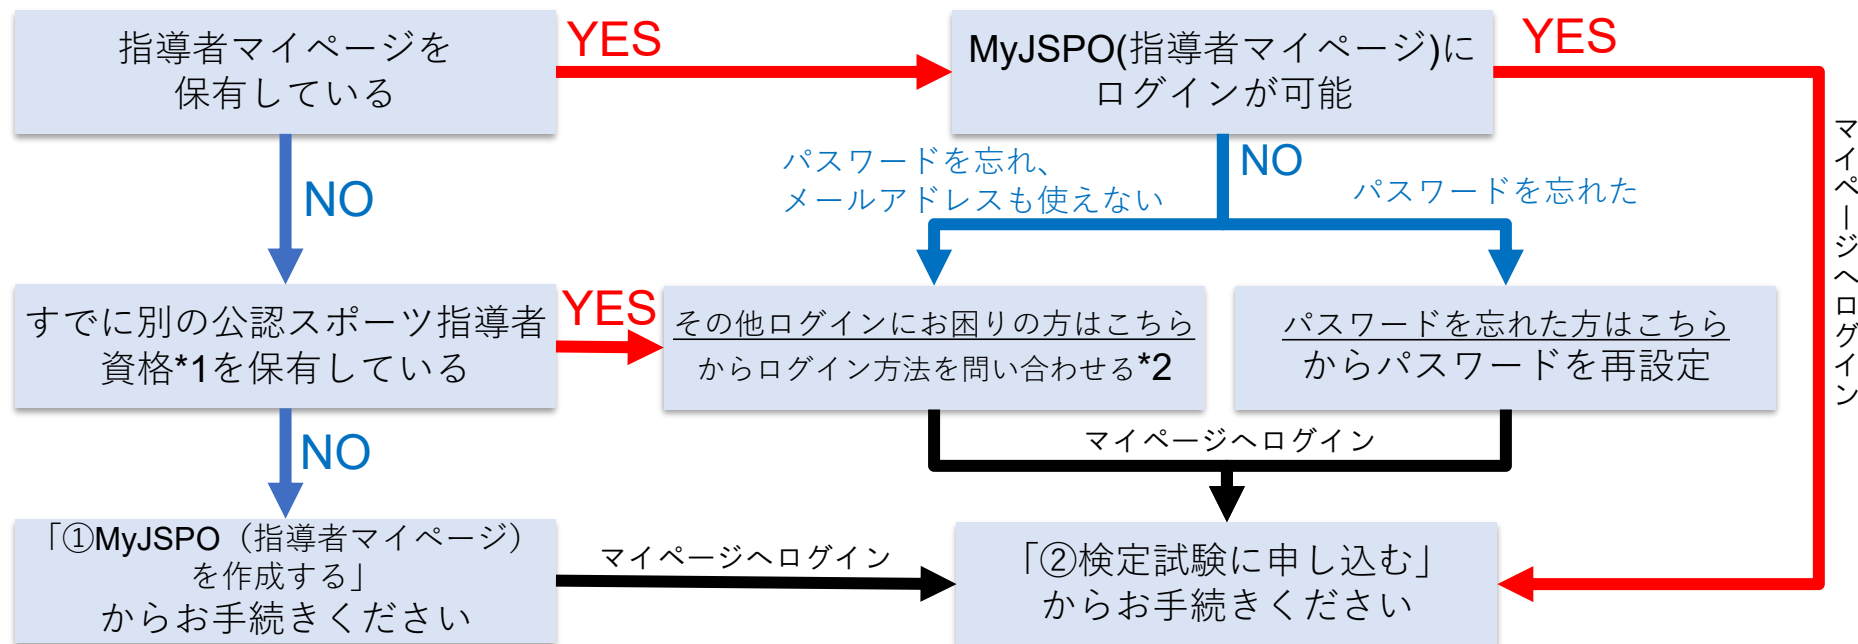 指導者マイページを
保有している
YES
MyJSPO(指導者マイページ)に
ログインが可能
YES
マイページへログイン
NO
パスワードを忘れ、
メールアドレスも使えない
NO
パスワードを忘れた
すでに別の公認スポーツ指導者
資格*1を保有している
YES
その他ログインにお困りの方はこちら
からログイン方法を問い合わせる*2
パスワードを忘れた方はこちら
からパスワードを再設定
NO
マイページへログイン
「①MyJSPO（指導者マイページ）
を作成する」
からお手続きください
マイページへログイン
「②検定試験に申し込む」
からお手続きください